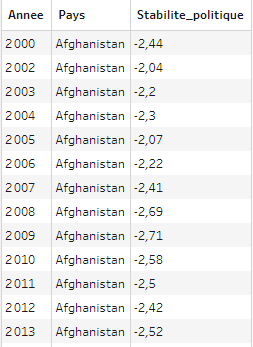 Annee Pays Stabilite_politique
2000 Afghanistan -2,44
2002 Afghanistan -2,04
2003 Afghanistan -2,2
2004 Afghanistan -2,3
2005 Afghanistan -2,07
2006 Afghanistan -2,22
2007 Afghanistan -2,41
2008 Afghanistan -2,69
2009 Afghanistan -2,71
2010 Afghanistan -2,58
2011 Afghanistan -2,5
2012 Afghanistan -2,42
2013 Afghanistan -2,52